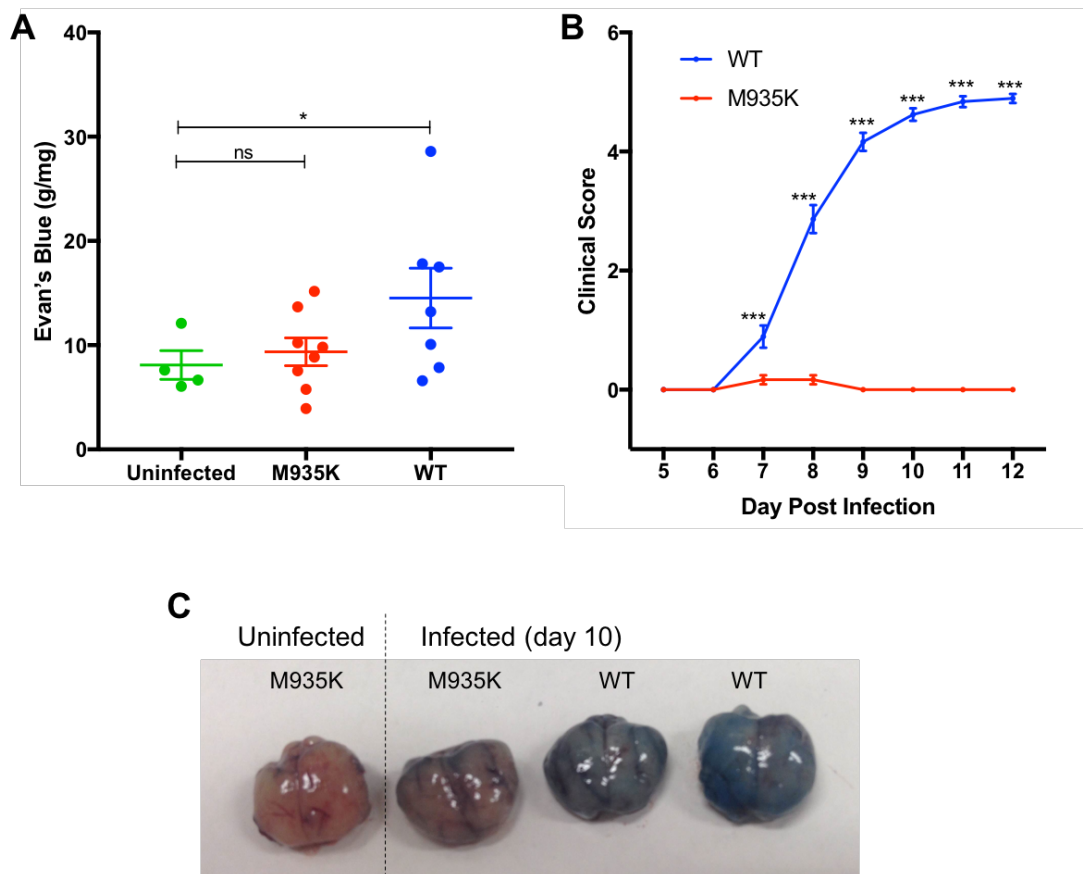 A
40
30
20
10
0
Evan's Blue (g/mg)
*
ns
Uninfected
M935K
WT
B
6
4
2
0
Clinical Score
WT
M935K
***
***
***
***
***
***
***
5 6 7 8 9 10 11 12
Day Post Infection
C
Uninfected
Infected (day 10)
M935K
M935K
WT
WT